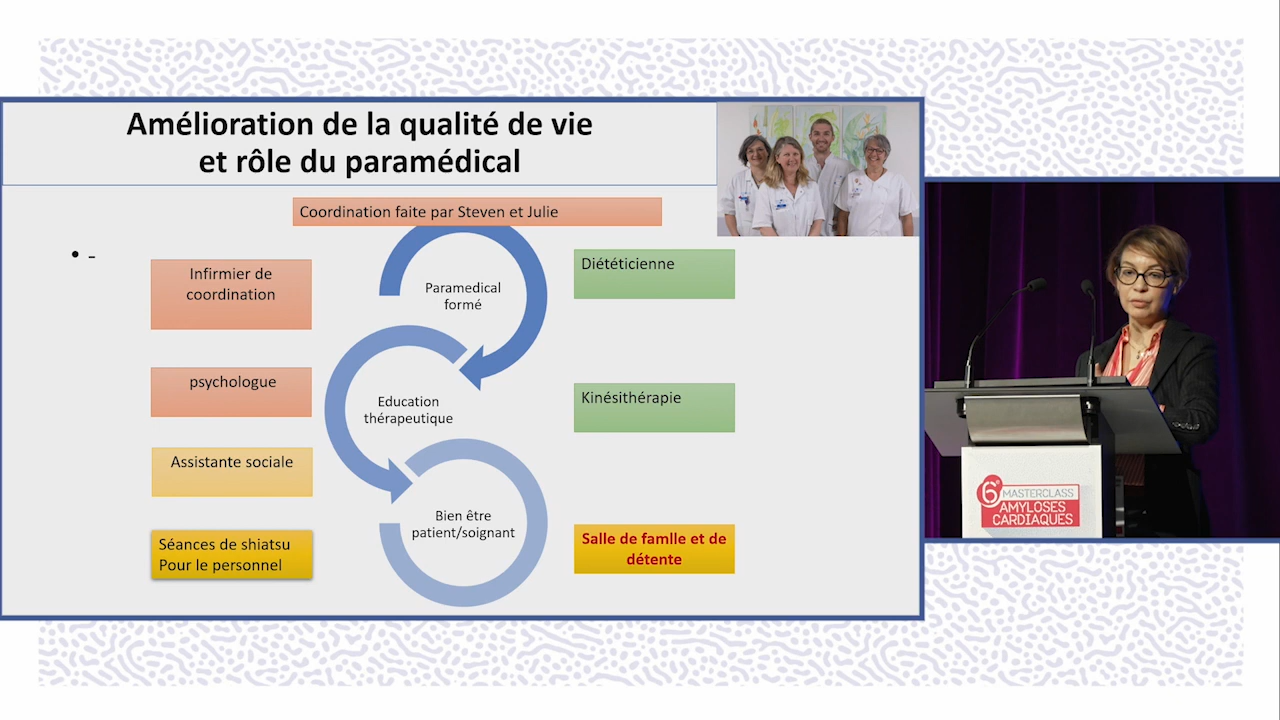 Amélioration de la qualité de vie
et rôle du paramédical
Coordination faite par Steven et Julie
• -
Infirmier de
coordination
psychologue
Assistante sociale
Séances de shiatsu
Pour le personnel
Paramedical
formé
Education
thérapeutique
Bien être
patient/soignant
Diététicienne
Kinésithérapie
Salle de famlle et de
détente
6e
MASTERCLASS
AMYLOSES
CARDIAQUES